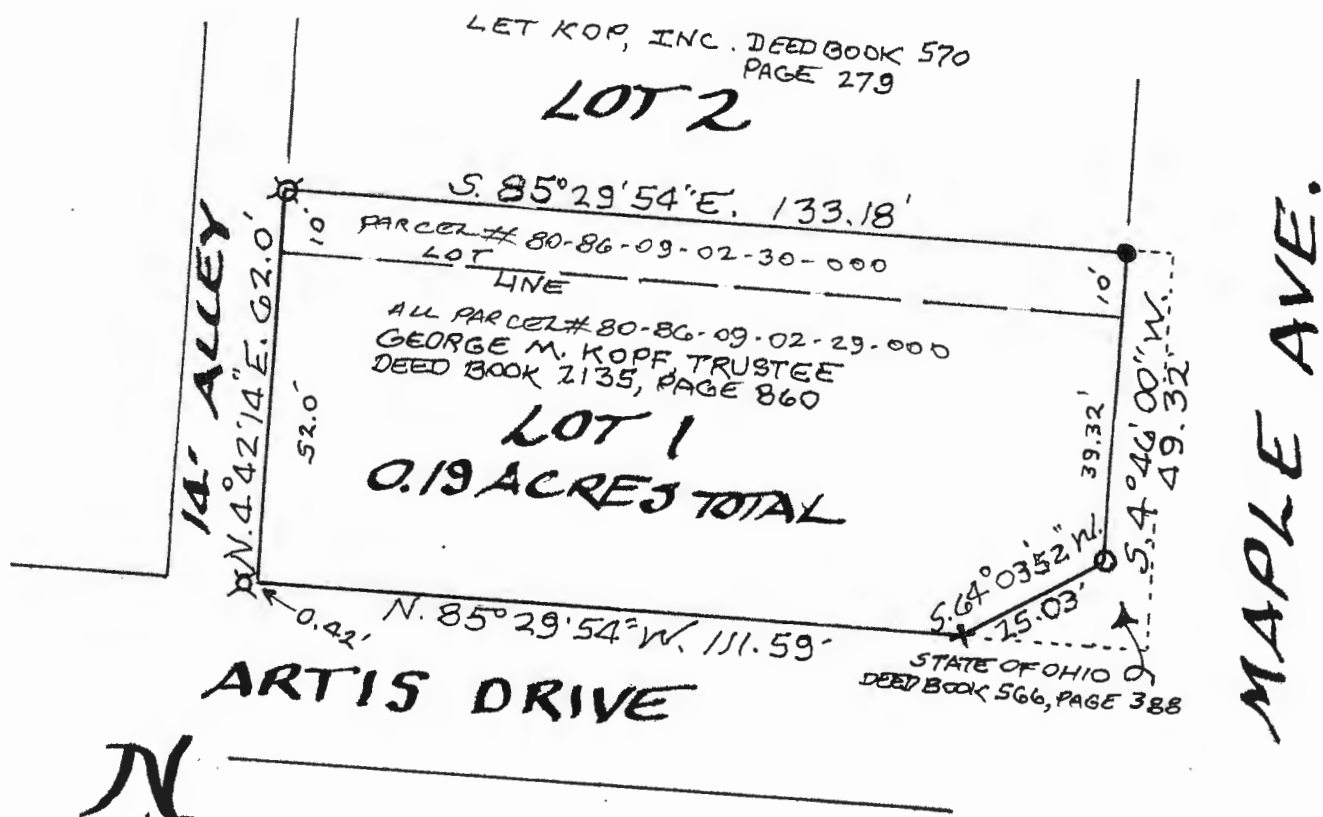 LET KOP, INC. DEED BOOK 570
PAGE 279
LOT 2
S. 85°29'54"E. 133.18'
10'
PARCEL# 80-86-09-02-30-000
LOT
LINE
10'
14' ALLEY
N. 4°42'14"E. 62.0'
52.0'
ALL PARCEL# 80-86-09-02-29-000
GEORGE M. KOPF, TRUSTEE
DEED BOOK 2135, PAGE 860
LOT 1
0.19 ACRES TOTAL
39.32'
S. 4°46'00"W.
49.32'
MAPLE AVE.
S. 64°03'52"W.
25.03'
0.42'
N. 85°29'54"W. 111.59'
STATE OF OHIO
DEED BOOK 566, PAGE 388
ARTIS DRIVE
N